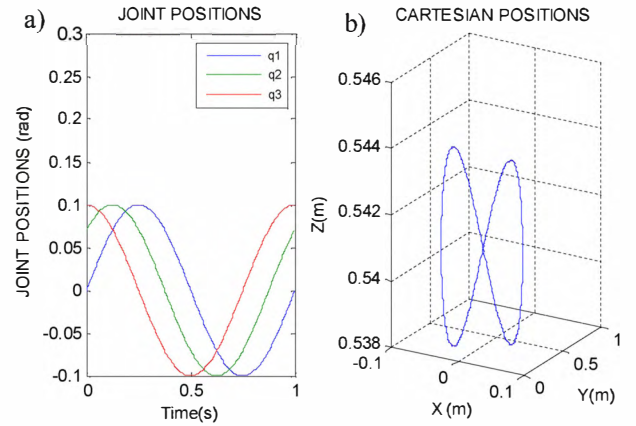 a)
JOINT POSITIONS
0.3
0.25
0.2
0.15
0.1
0.05
0
-0.05
-0.1
JOINT POSITIONS (rad)
q1
q2
q3
0
0.5
1
Time(s)
b)
CARTESIAN POSITIONS
0.546
0.544
0.542
0.54
0.538
Z(m)
-0.1
0
0.1
X (m)
0
0.5
1
Y(m)